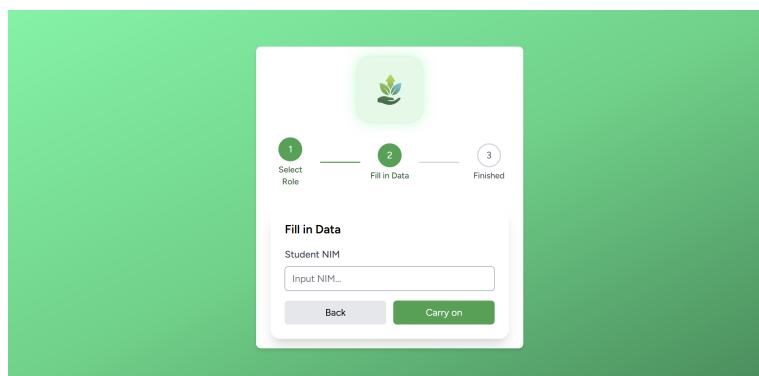 1
Select
Role
2
Fill in Data
3
Finished
Fill in Data
Student NIM
Input NIM...
Back
Carry on